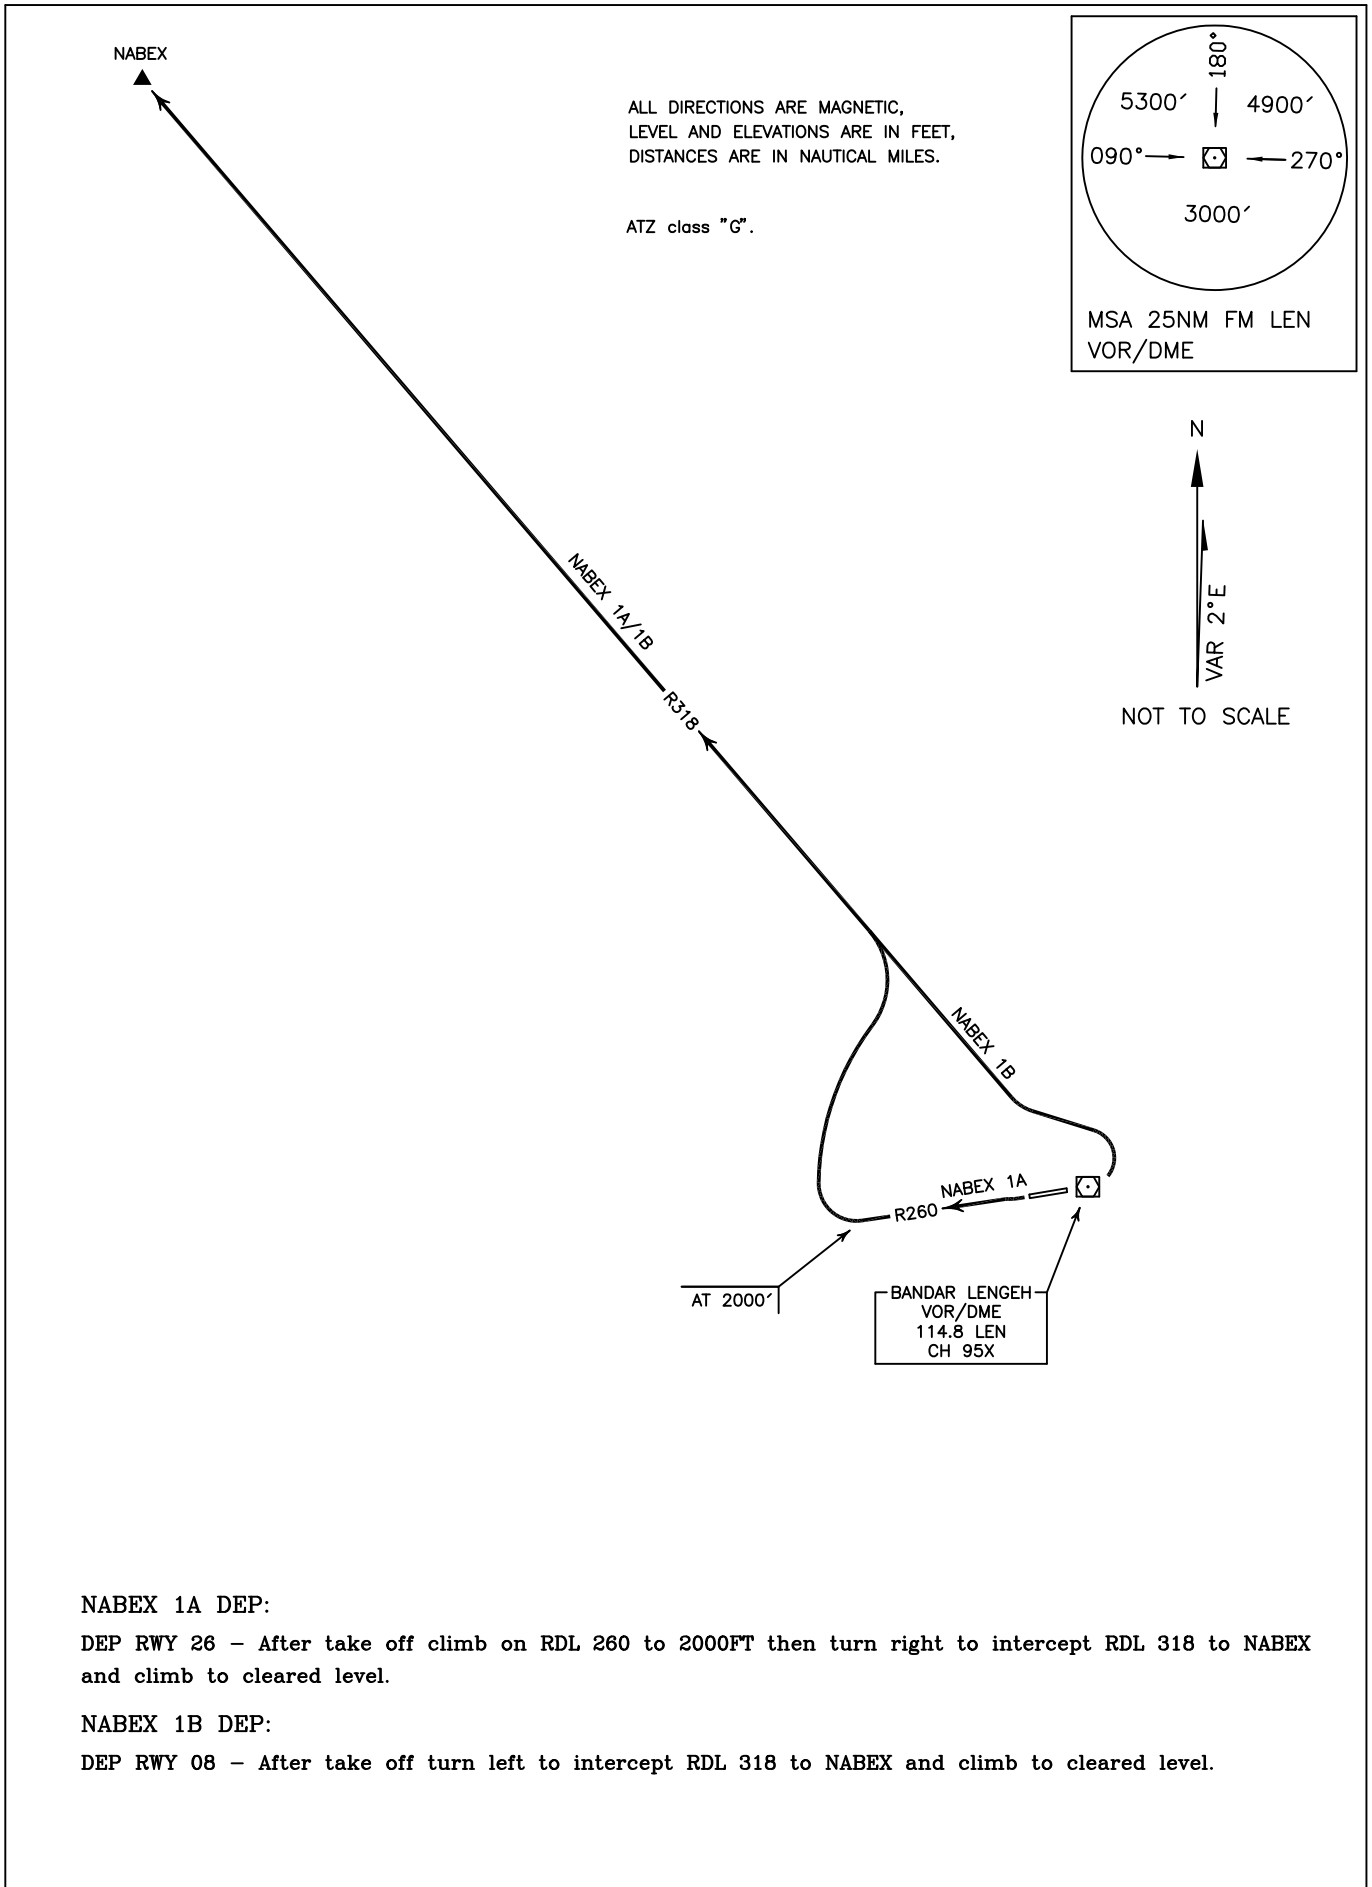 NABEX
ALL DIRECTIONS ARE MAGNETIC,
LEVEL AND ELEVATIONS ARE IN FEET,
DISTANCES ARE IN NAUTICAL MILES.
ATZ class "G".
180°
5300′
4900′
090°
270°
3000′
MSA 25NM FM LEN
VOR/DME
N
VAR 2°E
NOT TO SCALE
NABEX 1A/1B
R318
NABEX 1B
NABEX 1A
R260
AT 2000′
BANDAR LENGEH
VOR/DME
114.8 LEN
CH 95X
NABEX 1A DEP:
DEP RWY 26 – After take off climb on RDL 260 to 2000FT then turn right to intercept RDL 318 to NABEX
and climb to cleared level.
NABEX 1B DEP:
DEP RWY 08 – After take off turn left to intercept RDL 318 to NABEX and climb to cleared level.